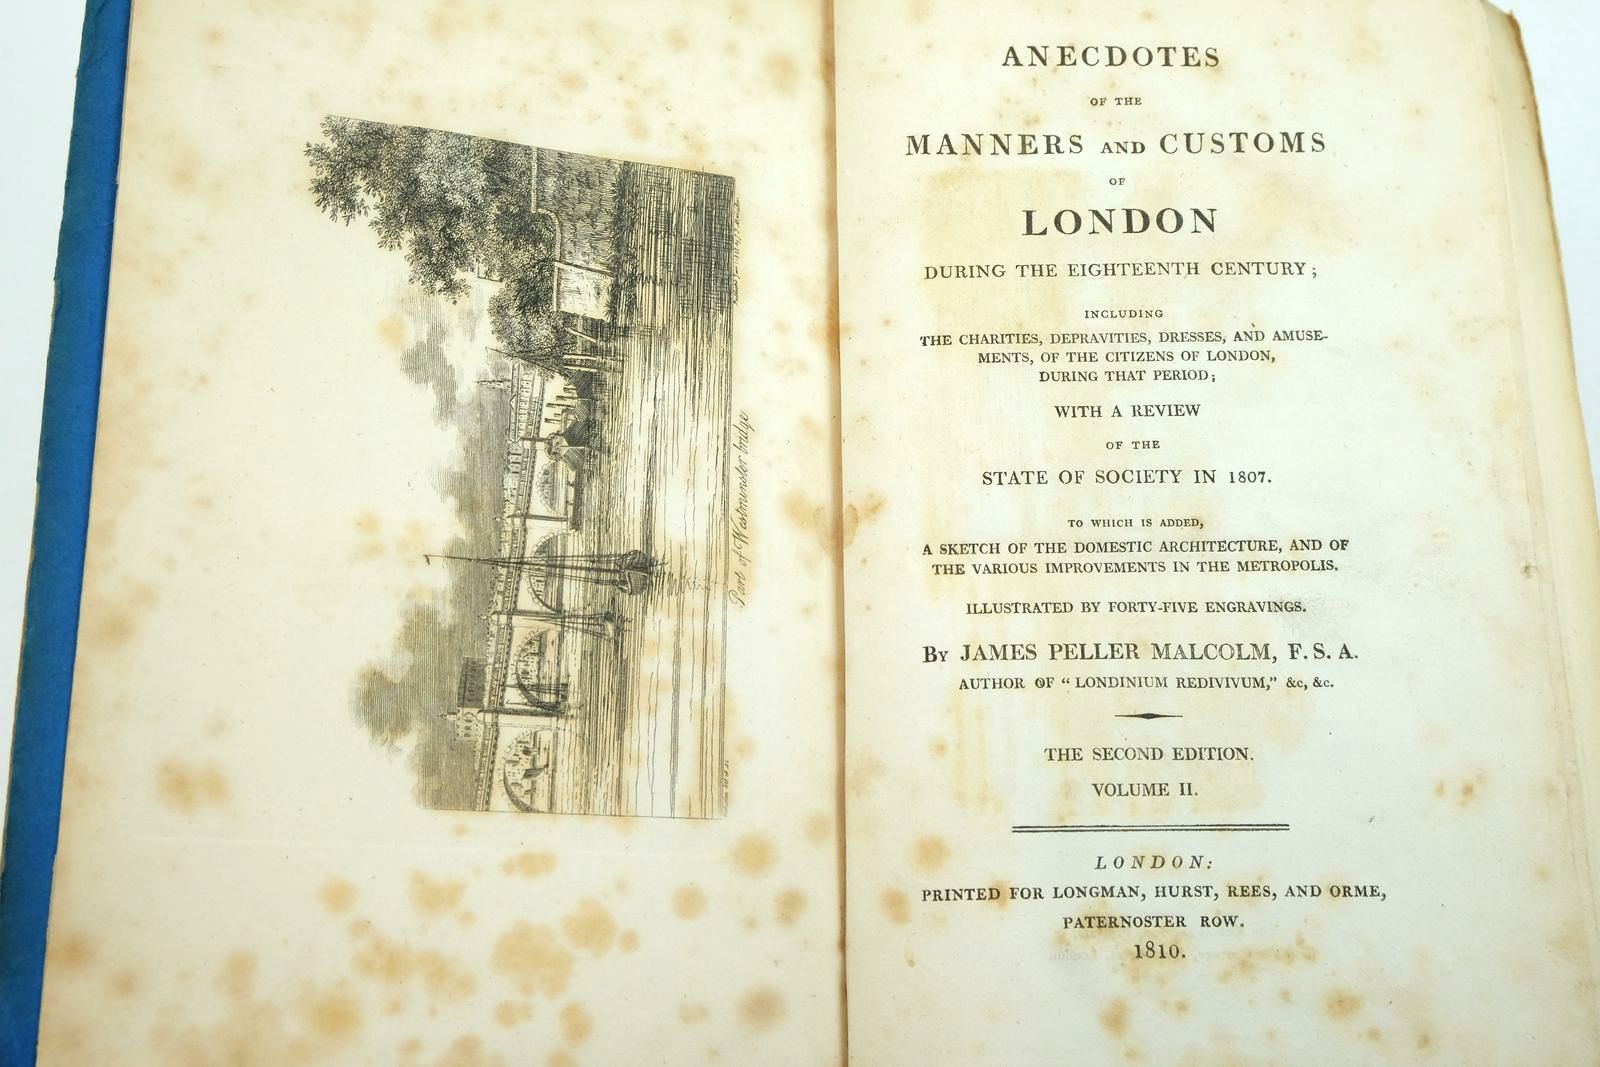 Part of Westminster bridge
ANECDOTES
OF THE
MANNERS AND CUSTOMS
OF
LONDON
DURING THE EIGHTEENTH CENTURY;
INCLUDING
THE CHARITIES, DEPRAVITIES, DRESSES, AND AMUSE-
MENTS, OF THE CITIZENS OF LONDON,
DURING THAT PERIOD;
WITH A REVIEW
OF THE
STATE OF SOCIETY IN 1807.
TO WHICH IS ADDED,
A SKETCH OF THE DOMESTIC ARCHITECTURE, AND OF
THE VARIOUS IMPROVEMENTS IN THE METROPOLIS.
ILLUSTRATED BY FORTY-FIVE ENGRAVINGS.
By JAMES PELLER MALCOLM, F. S. A.
AUTHOR OF “ LONDINIUM REDIVIVUM,” &c, &c.
THE SECOND EDITION.
VOLUME II.
LONDON:
PRINTED FOR LONGMAN, HURST, REES, AND ORME,
PATERNOSTER ROW.
1810.